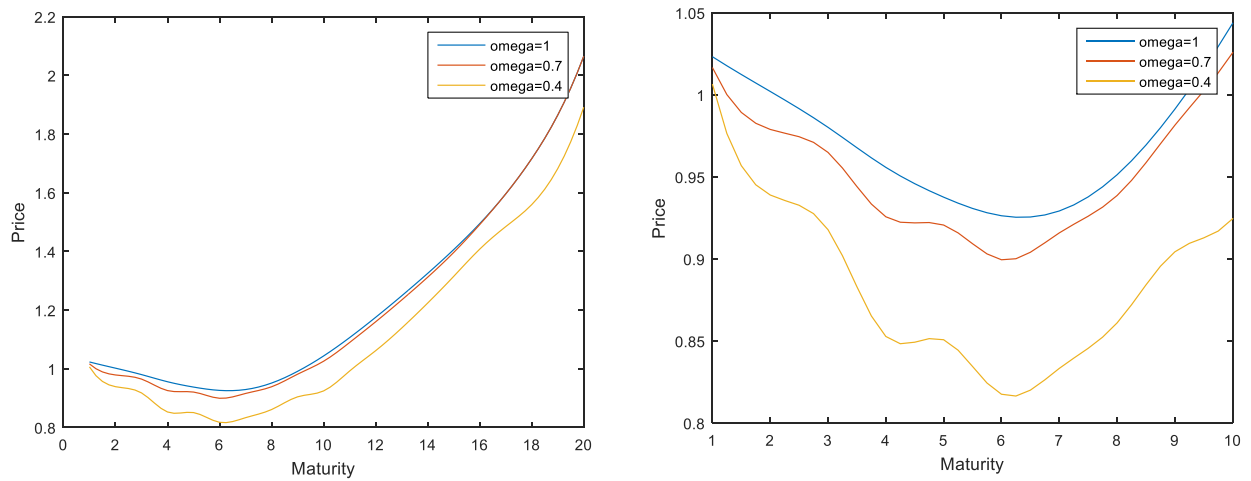 2.2
2
1.8
1.6
1.4
1.2
1
0.8
Price
0 2 4 6 8 10 12 14 16 18 20
Maturity
omega=1
omega=0.7
omega=0.4
1.05
1
0.95
0.9
0.85
0.8
Price
1 2 3 4 5 6 7 8 9 10
Maturity
omega=1
omega=0.7
omega=0.4